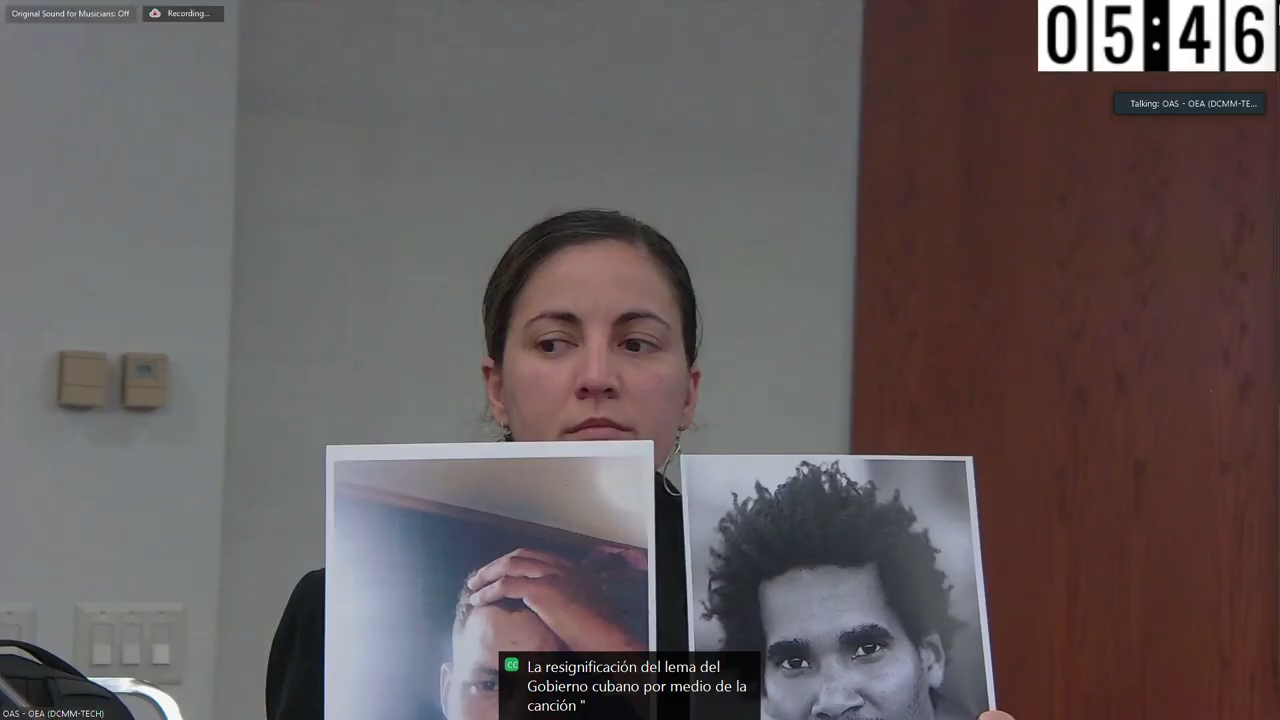 Original Sound for Musicians: Off
Recording...
05:46
Talking: OAS - OEA (DCMM-TE...
CC
La resignificación del lema del
Gobierno cubano por medio de la
canción "
OAS - OEA (DCMM-TECH)